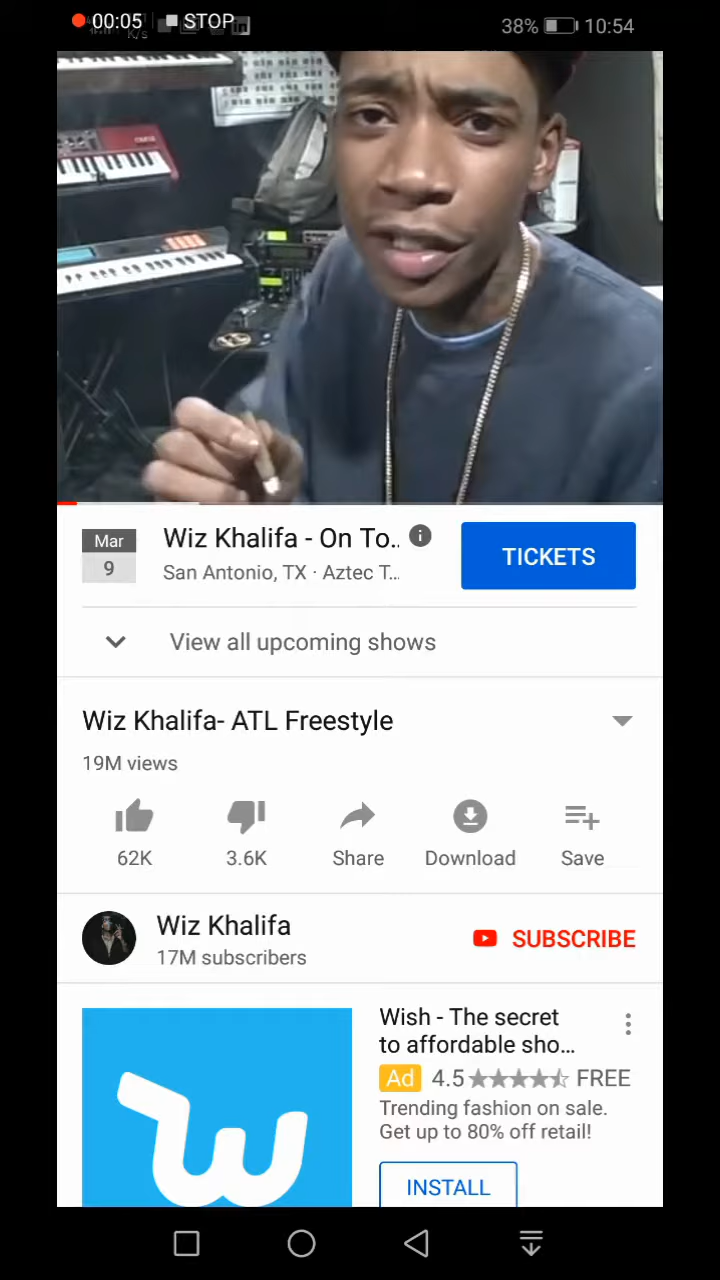 00:05 STOP 38% 10:54
K/s
Mar
9
Wiz Khalifa - On To..
San Antonio, TX · Aztec T...
TICKETS
View all upcoming shows
Wiz Khalifa- ATL Freestyle
19M views
62K 3.6K Share Download Save
Wiz Khalifa
17M subscribers
SUBSCRIBE
Wish - The secret
to affordable sho...
Ad 4.5 FREE
Trending fashion on sale.
Get up to 80% off retail!
INSTALL